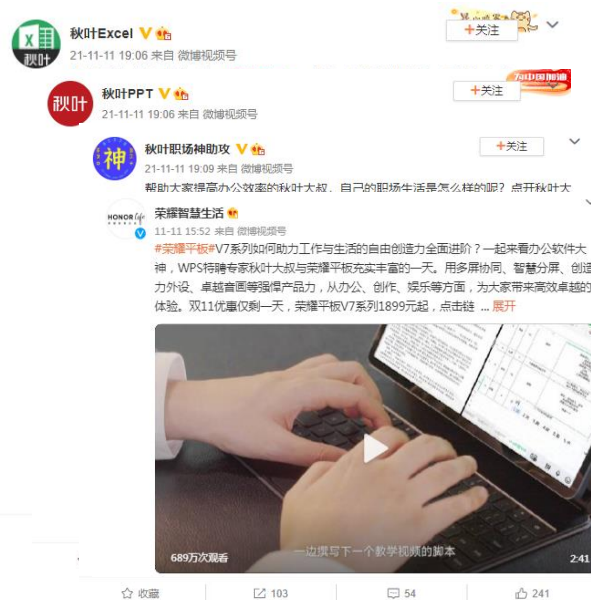 秋叶Excel
秋叶
21-11-11 19:06 来自 微博视频号
+关注
秋叶
秋叶PPT
21-11-11 19:06 来自 微博视频号
+关注
为中国加油
神
秋叶职场神助攻
21-11-11 19:09 来自 微博视频号
+关注
帮助大家提高办公效率的秋叶大叔，自己的职场生活是怎么样的呢？点开秋叶大
HONOR life
荣耀智慧生活
11-11 15:52 来自 微博视频号
#荣耀平板#V7系列如何助力工作与生活的自由创造力全面进阶？一起来看办公软件大
神，WPS特聘专家秋叶大叔与荣耀平板充实丰富的一天。用多屏协同、智慧分屏、创造
力外设、卓越音画等强悍产品力，从办公、创作、娱乐等方面，为大家带来高效卓越的
体验。双11优惠仅剩一天，荣耀平板V7系列1899元起，点击链 ... 展开
一边撰写下一个教学视频的脚本
689万次观看
2:41
收藏
103
54
241